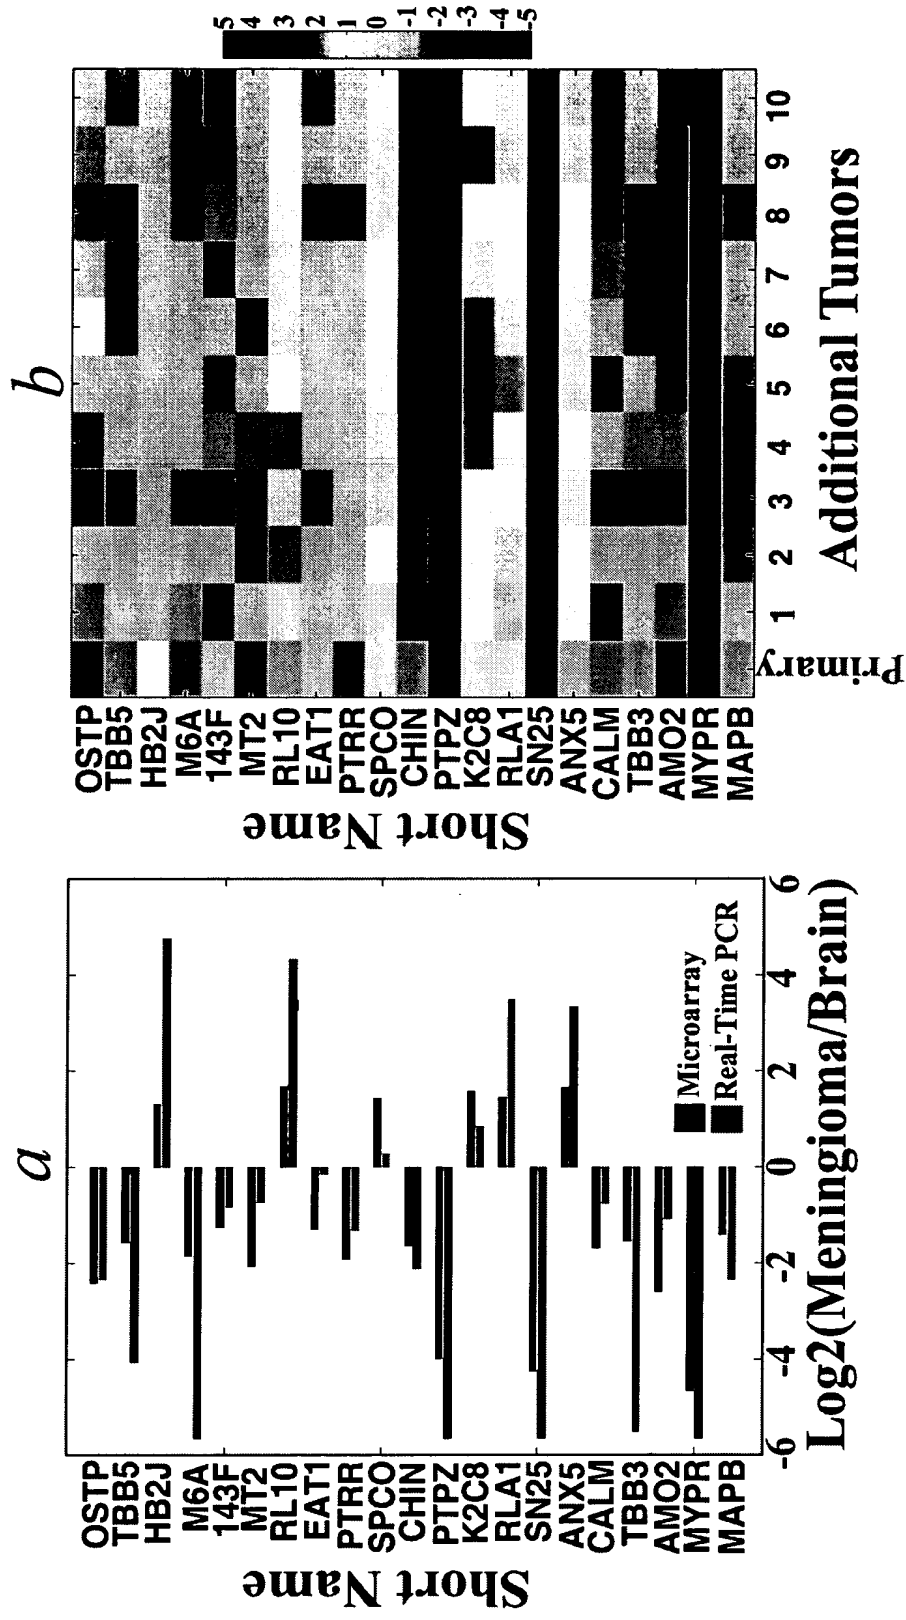 a
Short Name
OSTP
TBB5
HB2J
M6A
143F
MT2
RL10
EAT1
PTRR
SPCO
CHIN
PTPZ
K2C8
RLA1
SN25
ANX5
CALM
TBB3
AMO2
MYPR
MAPB
Microarray
Real-Time PCR
-6 -4 -2 0 2 4 6
Log2(Meningioma/Brain)
b
Short Name
OSTP
TBB5
HB2J
M6A
143F
MT2
RL10
EAT1
PTRR
SPCO
CHIN
PTPZ
K2C8
RLA1
SN25
ANX5
CALM
TBB3
AMO2
MYPR
MAPB
Primary 1 2 3 4 5 6 7 8 9 10
Additional Tumors
5
4
3
2
1
0
-1
-2
-3
-4
-5